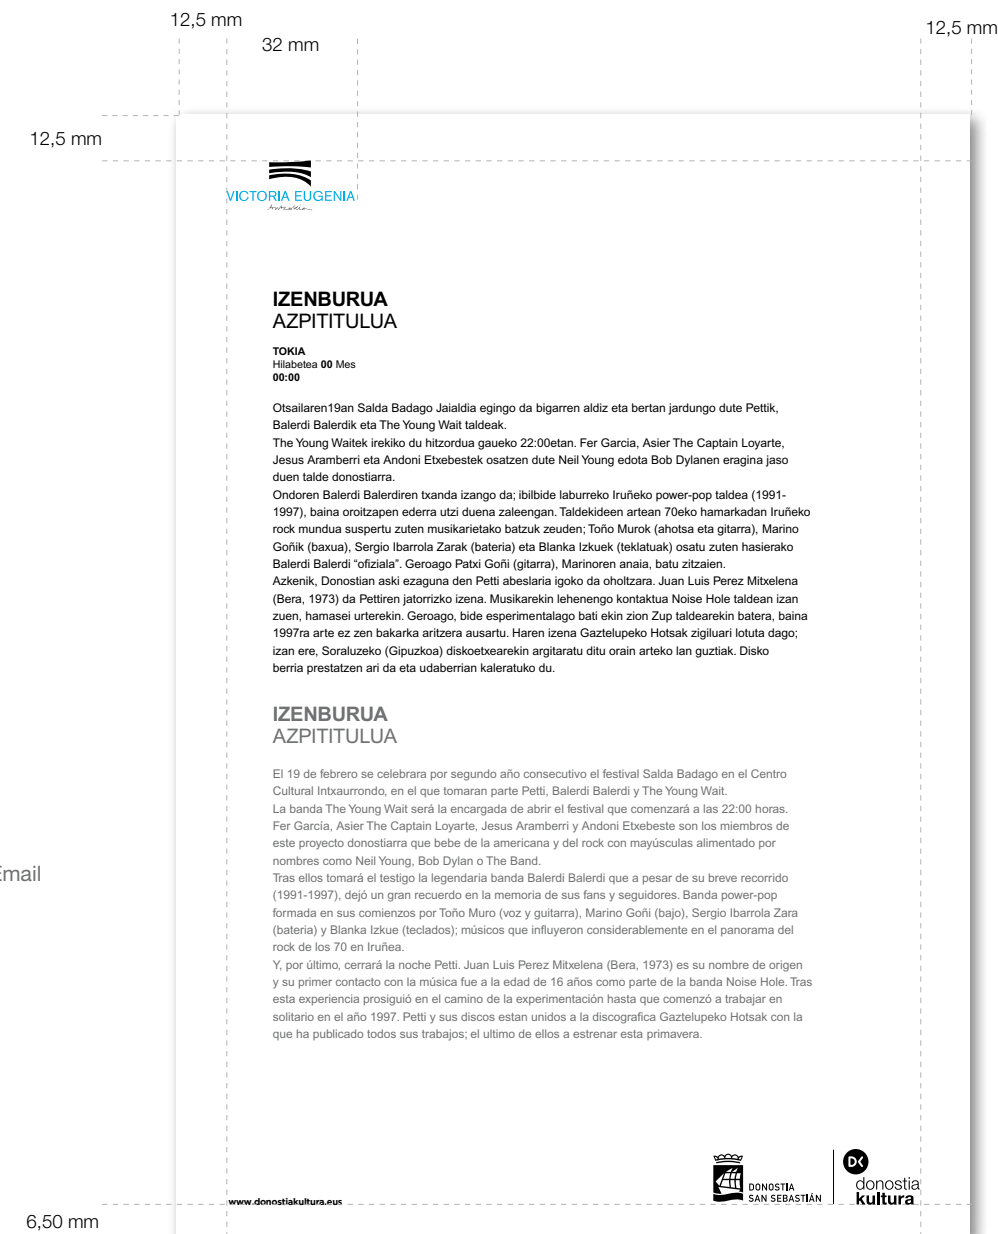 12,5 mm
12,5 mm
32 mm
12,5 mm
VICTORIA EUGENIA
Antzokia
IZENBURUA
AZPITITULUA
TOKIA
Hilabetea 00 Mes
00:00
Otsailaren19an Salda Badago Jaialdia egingo da bigarren aldiz eta bertan jardungo dute Pettik,
Balerdi Balerdik eta The Young Wait taldeak.
The Young Waitek irekiko du hitzordua gaueko 22:00etan. Fer Garcia, Asier The Captain Loyarte,
Jesus Aramberri eta Andoni Etxebestek osatzen dute Neil Young edota Bob Dylanen eragina jaso
duen talde donostiarra.
Ondoren Balerdi Balerdiren txanda izango da; ibilbide laburreko Iruñeko power-pop taldea (1991-
1997), baina oroitzapen ederra utzi duena zaleengan. Taldekideen artean 70eko hamarkadan Iruñeko
rock mundua suspertu zuten musikarietako batzuk zeuden; Toño Murok (ahotsa eta gitarra), Marino
Goñik (baxua), Sergio Ibarrola Zarak (bateria) eta Blanka Izkuek (teklatuak) osatu zuten hasierako
Balerdi Balerdi “ofiziala”. Geroago Patxi Goñi (gitarra), Marinoren anaia, batu zitzaien.
Azkenik, Donostian aski ezaguna den Petti abeslaria igoko da oholtzara. Juan Luis Perez Mitxelena
(Bera, 1973) da Pettiren jatorrizko izena. Musikarekin lehenengo kontaktua Noise Hole taldean izan
zuen, hamasei urterekin. Geroago, bide esperimentalago bati ekin zion Zup taldearekin batera, baina
1997ra arte ez zen bakarka aritzera ausartu. Haren izena Gaztelupeko Hotsak zigiluari lotuta dago;
izan ere, Soraluzeko (Gipuzkoa) diskoetxearekin argitaratu ditu orain arteko lan guztiak. Disko
berria prestatzen ari da eta udaberrian kaleratuko du.
IZENBURUA
AZPITITULUA
El 19 de febrero se celebrara por segundo año consecutivo el festival Salda Badago en el Centro
Cultural Intxaurrondo, en el que tomaran parte Petti, Balerdi Balerdi y The Young Wait.
La banda The Young Wait será la encargada de abrir el festival que comenzará a las 22:00 horas.
Fer García, Asier The Captain Loyarte, Jesus Aramberri y Andoni Etxebeste son los miembros de
este proyecto donostiarra que bebe de la americana y del rock con mayúsculas alimentado por
nombres como Neil Young, Bob Dylan o The Band.
Tras ellos tomará el testigo la legendaria banda Balerdi Balerdi que a pesar de su breve recorrido
(1991-1997), dejó un gran recuerdo en la memoria de sus fans y seguidores. Banda power-pop
formada en sus comienzos por Toño Muro (voz y guitarra), Marino Goñi (bajo), Sergio Ibarrola Zara
(bateria) y Blanka Izkue (teclados); músicos que influyeron considerablemente en el panorama del
rock de los 70 en Iruñea.
Y, por último, cerrará la noche Petti. Juan Luis Perez Mitxelena (Bera, 1973) es su nombre de origen
y su primer contacto con la música fue a la edad de 16 años como parte de la banda Noise Hole. Tras
esta experiencia prosiguió en el camino de la experimentación hasta que comenzó a trabajar en
solitario en el año 1997. Petti y sus discos estan unidos a la discografica Gaztelupeko Hotsak con la
que ha publicado todos sus trabajos; el ultimo de ellos a estrenar esta primavera.
Email
www.donostiakultura.eus
DONOSTIA
SAN SEBASTIÁN
DK
donostia
kultura
6,50 mm